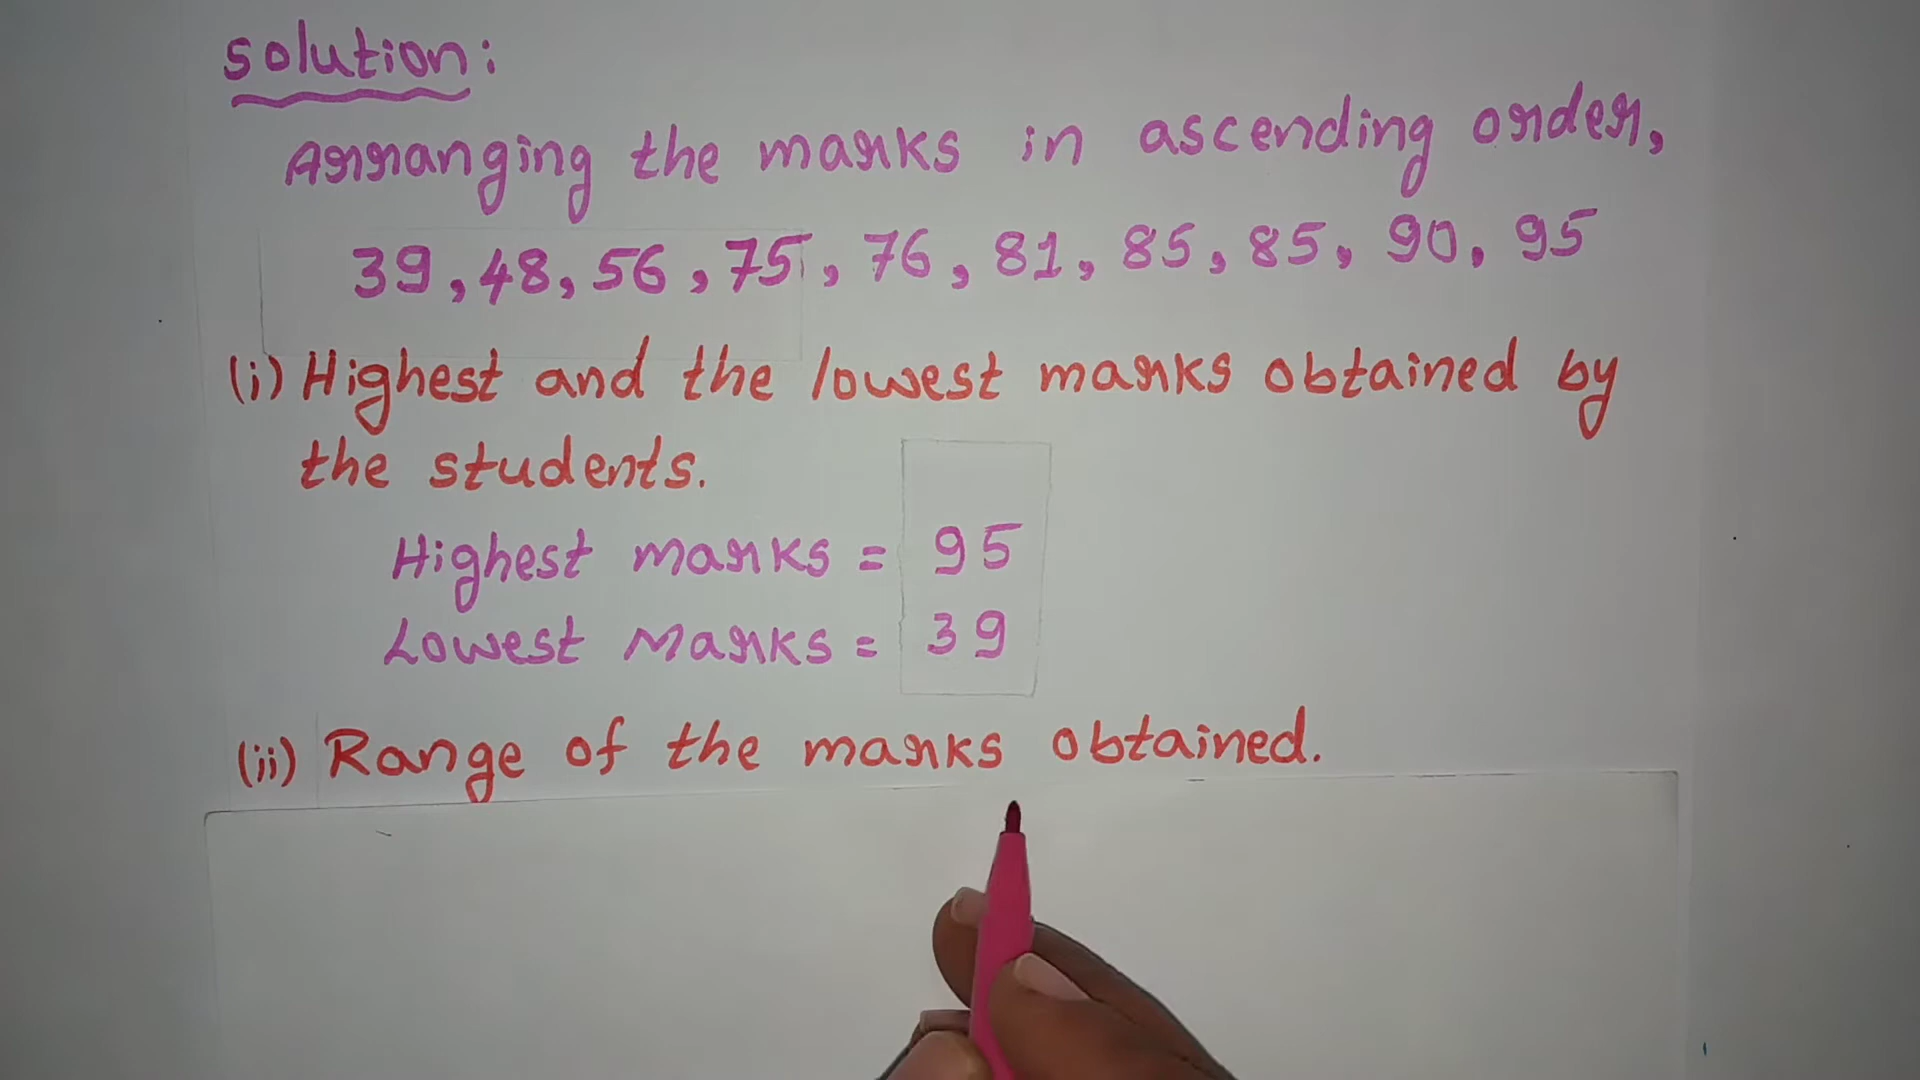 solution:
Arranging the marks in ascending order,
39, 48, 56, 75, 76, 81, 85, 85, 90, 95
(i) Highest and the lowest marks obtained by
the students.
Highest marks = 95
Lowest Marks = 39
(ii) Range of the marks obtained.